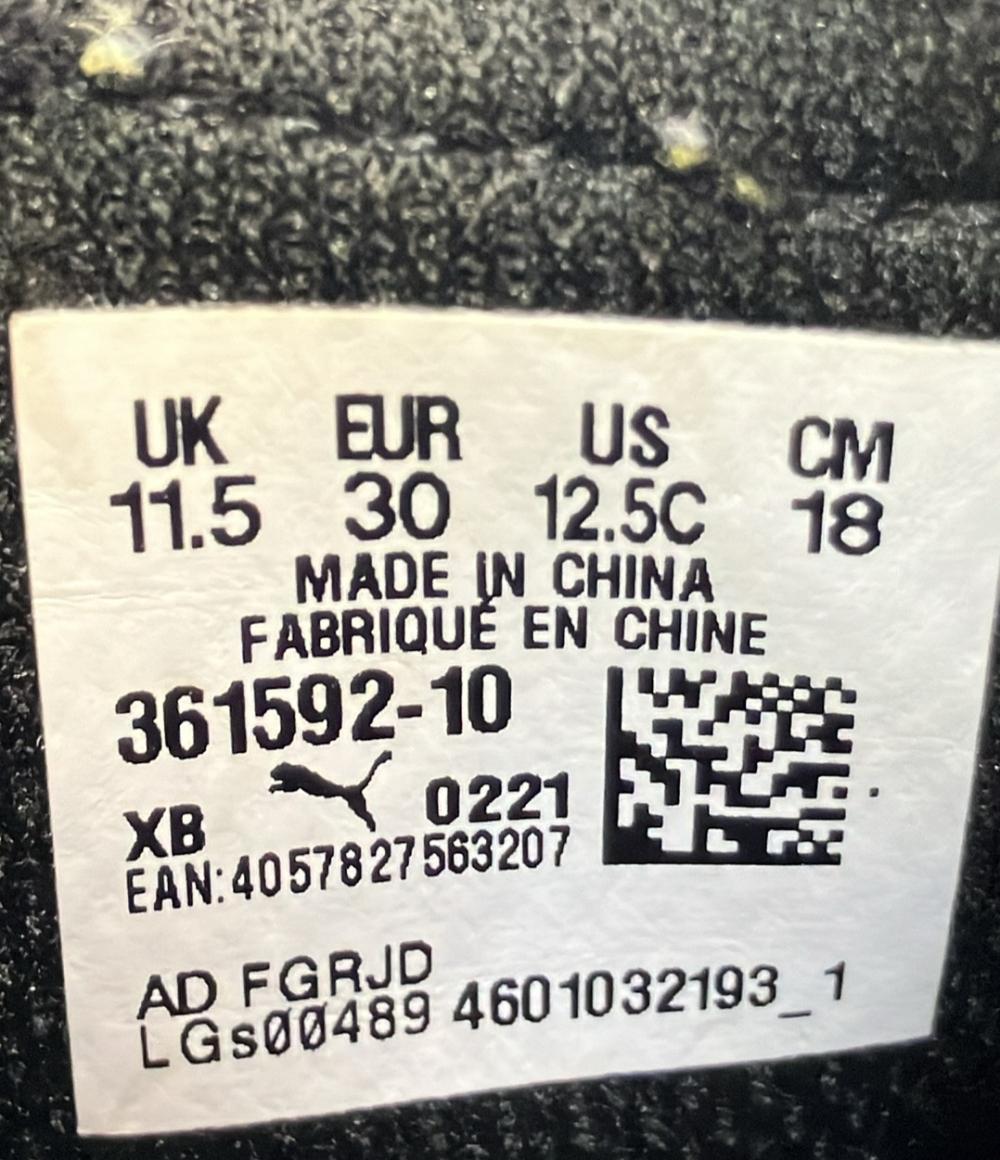 UK EUR US CM
11.5 30 12.5C 18
MADE IN CHINA
FABRIQUÉ EN CHINE
361592-10
XB 0221
EAN:4057827563207
AD FGRJD
LGs00489 4601032193_1